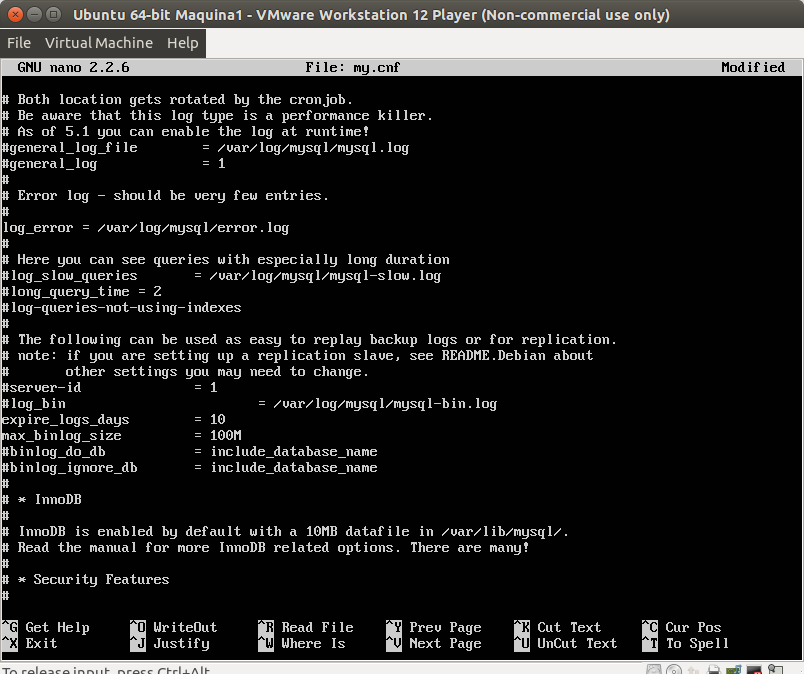 Ubuntu 64-bit Maquina1 - VMware Workstation 12 Player (Non-commercial use only)
File Virtual Machine Help
GNU nano 2.2.6 File: my.cnf Modified
# Both location gets rotated by the cronjob.
# Be aware that this log type is a performance killer.
# As of 5.1 you can enable the log at runtime!
#general_log_file = /var/log/mysql/mysql.log
#general_log = 1
#
# Error log - should be very few entries.
#
log_error = /var/log/mysql/error.log
#
# Here you can see queries with especially long duration
#log_slow_queries = /var/log/mysql/mysql-slow.log
#long_query_time = 2
#log-queries-not-using-indexes
#
# The following can be used as easy to replay backup logs or for replication.
# note: if you are setting up a replication slave, see README.Debian about
# other settings you may need to change.
#server-id = 1
#log_bin = /var/log/mysql/mysql-bin.log
expire_logs_days = 10
max_binlog_size = 100M
#binlog_do_db = include_database_name
#binlog_ignore_db = include_database_name
#
# * InnoDB
#
# InnoDB is enabled by default with a 10MB datafile in /var/lib/mysql/.
# Read the manual for more InnoDB related options. There are many!
#
# * Security Features
#
^G Get Help ^O WriteOut ^R Read File ^Y Prev Page ^K Cut Text ^C Cur Pos
^X Exit ^J Justify ^W Where Is ^V Next Page ^U UnCut Text ^T To Spell
To release input, press Ctrl+Alt